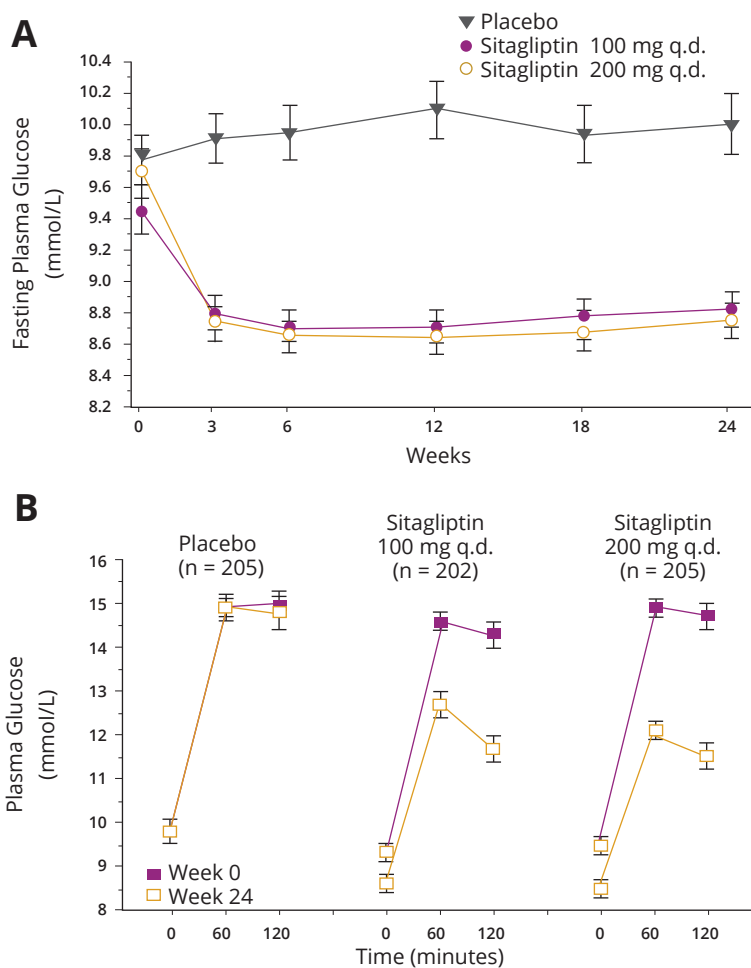 A
Placebo
Sitagliptin 100 mg q.d.
Sitagliptin 200 mg q.d.
Fasting Plasma Glucose
(mmol/L)
10.4
10.2
10.0
9.8
9.6
9.4
9.2
9.0
8.8
8.6
8.4
8.2
0 3 6 12 18 24
Weeks
B
Placebo
(n = 205)
Sitagliptin
100 mg q.d.
(n = 202)
Sitagliptin
200 mg q.d.
(n = 205)
Plasma Glucose
(mmol/L)
16
15
14
13
12
11
10
9
8
Week 0
Week 24
0 60 120 0 60 120 0 60 120
Time (minutes)